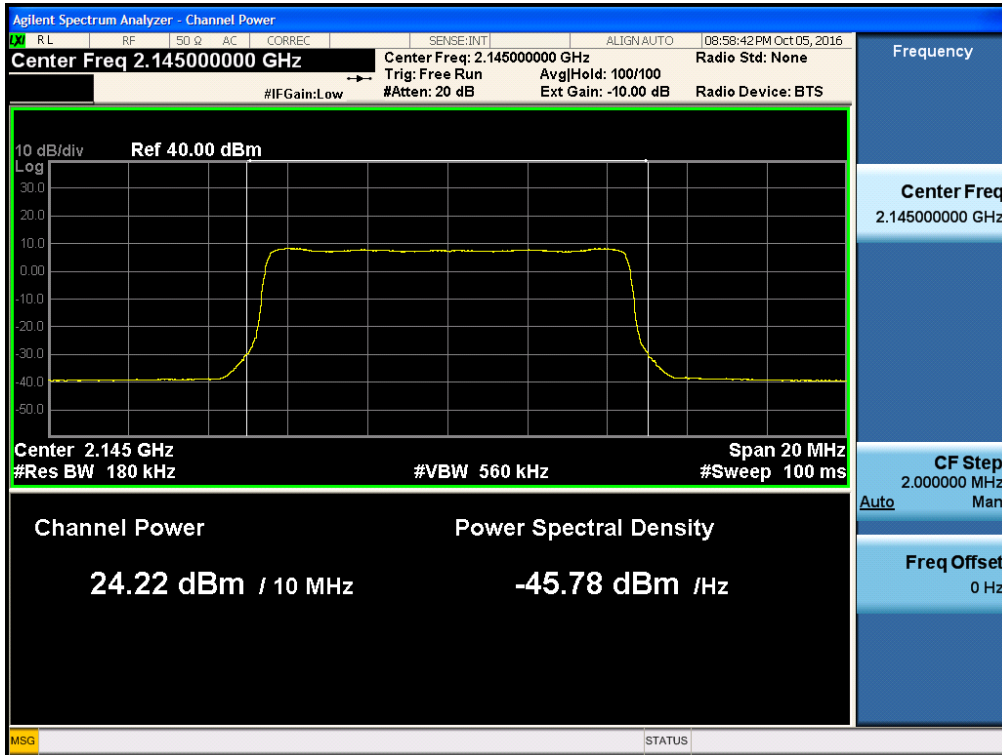 Agilent Spectrum Analyzer - Channel Power
LXI RL RF 50 Ω AC CORREC SENSE:INT ALIGN AUTO 08:58:42 PM Oct 05, 2016
Center Freq 2.145000000 GHz
Center Freq: 2.145000000 GHz Radio Std: None
Trig: Free Run Avg|Hold: 100/100
#IFGain:Low #Atten: 20 dB Ext Gain: -10.00 dB Radio Device: BTS
10 dB/div Ref 40.00 dBm
Log
30.0
20.0
10.0
0.00
-10.0
-20.0
-30.0
-40.0
-50.0
Center 2.145 GHz Span 20 MHz
#Res BW 180 kHz #VBW 560 kHz #Sweep 100 ms
Channel Power Power Spectral Density
24.22 dBm / 10 MHz -45.78 dBm /Hz
MSG STATUS
Frequency
Center Freq
2.145000000 GHz
CF Step
2.000000 MHz
Auto Man
Freq Offset
0 Hz